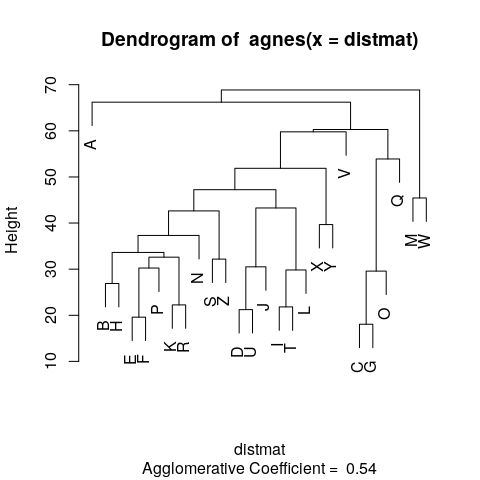 Dendrogram of  agnes(x = distmat)
Height
70
60
50
40
30
20
10
A
B
H
E
F
P
K
R
N
S
Z
D
U
J
I
T
L
X
Y
V
C
G
O
Q
M
W
distmat
Agglomerative Coefficient =  0.54